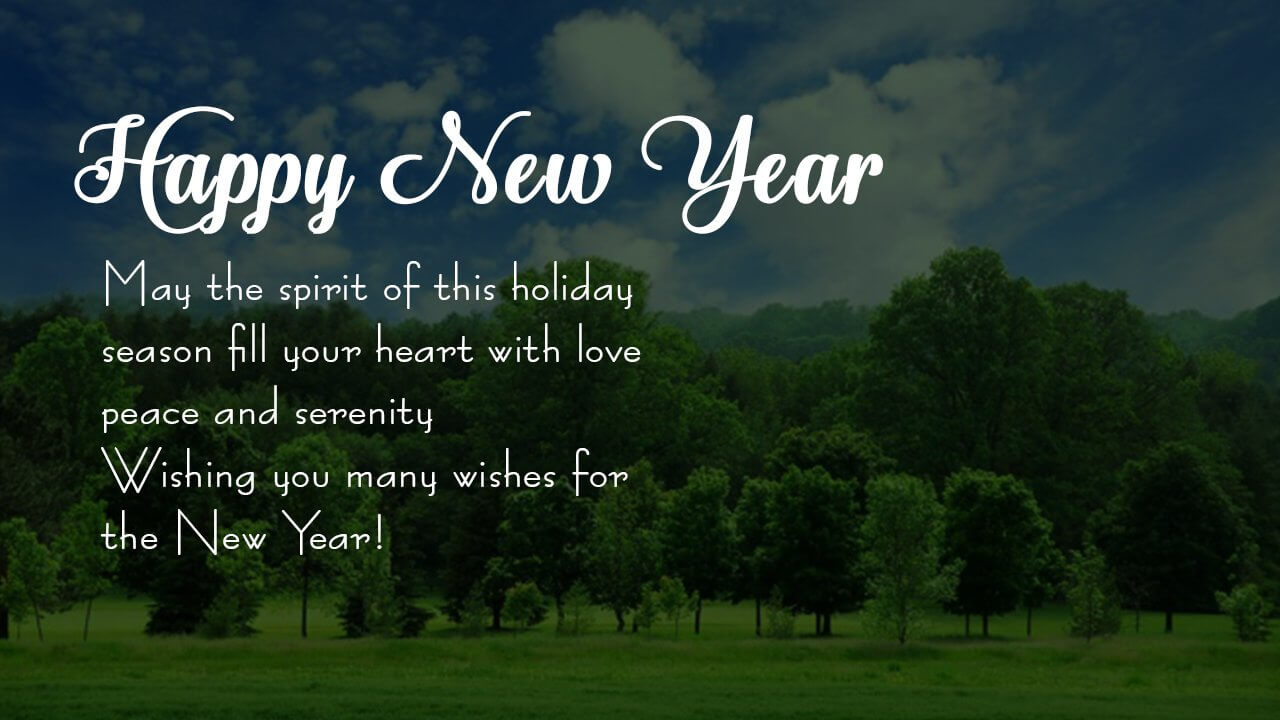 Happy New Year
May the spirit of this holiday
season fill your heart with love
peace and serenity
Wishing you many wishes for
the New Year!